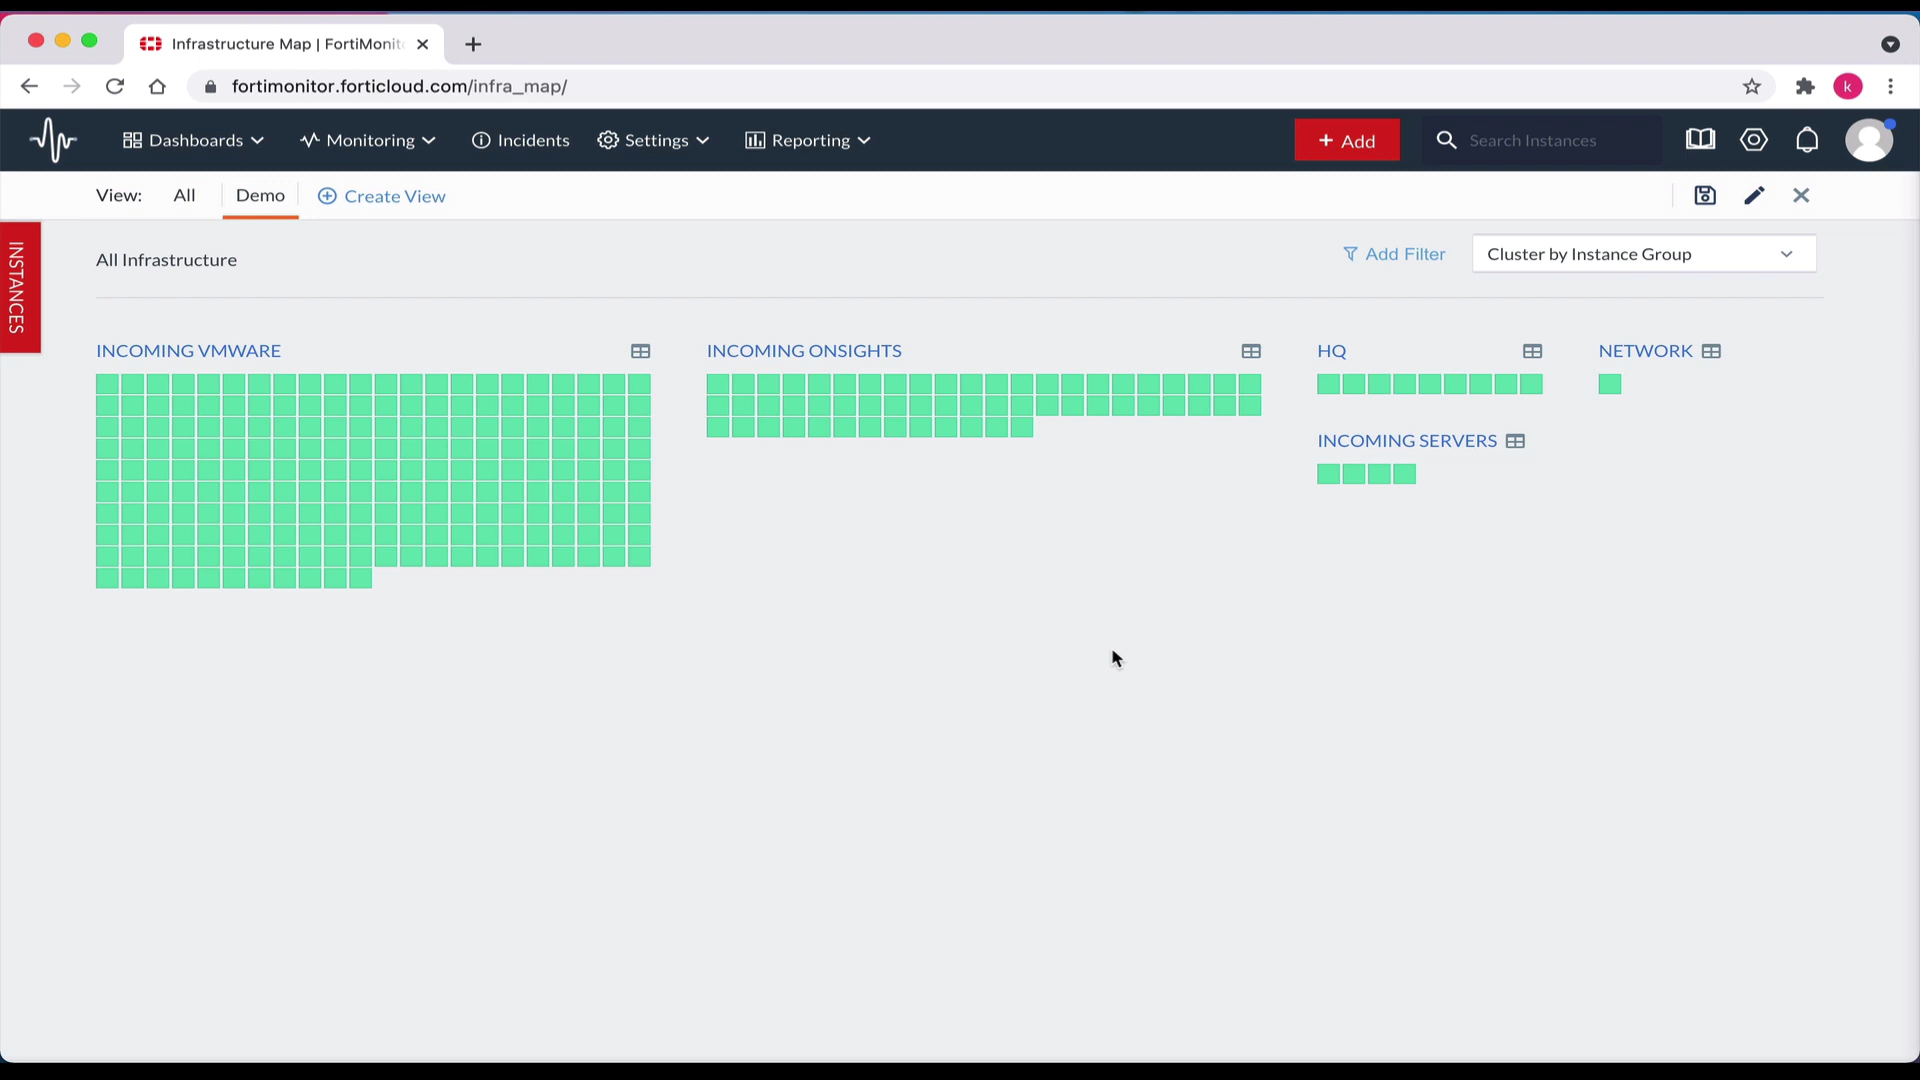 Infrastructure Map | FortiMonit
fortimonitor.forticloud.com/infra_map/
k
Dashboards
Monitoring
Incidents
Settings
Reporting
+ Add
Search Instances
View:
All
Demo
Create View
INSTANCES
All Infrastructure
Add Filter
Cluster by Instance Group
INCOMING VMWARE
INCOMING ONSIGHTS
HQ
NETWORK
INCOMING SERVERS